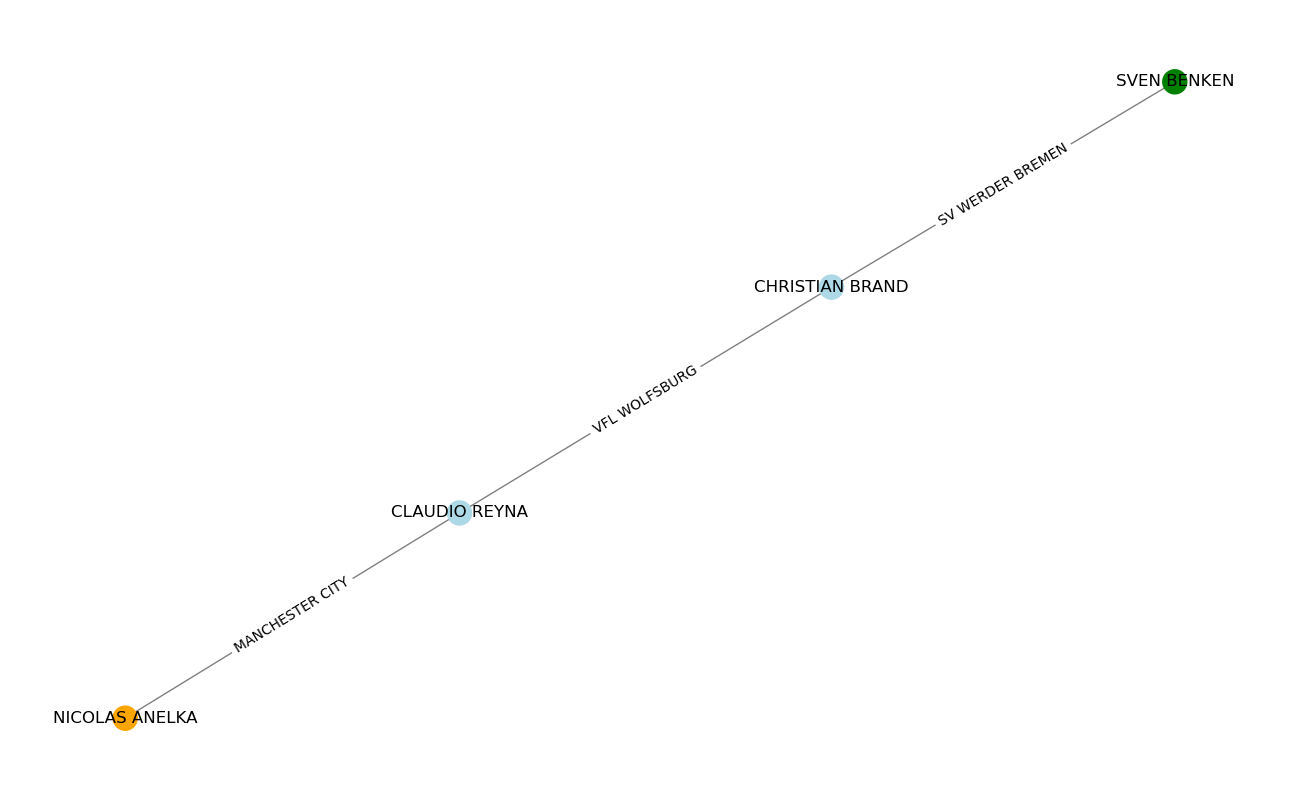 SVEN BENKEN
SV WERDER BREMEN
CHRISTIAN BRAND
VFL WOLFSBURG
CLAUDIO REYNA
MANCHESTER CITY
NICOLAS ANELKA